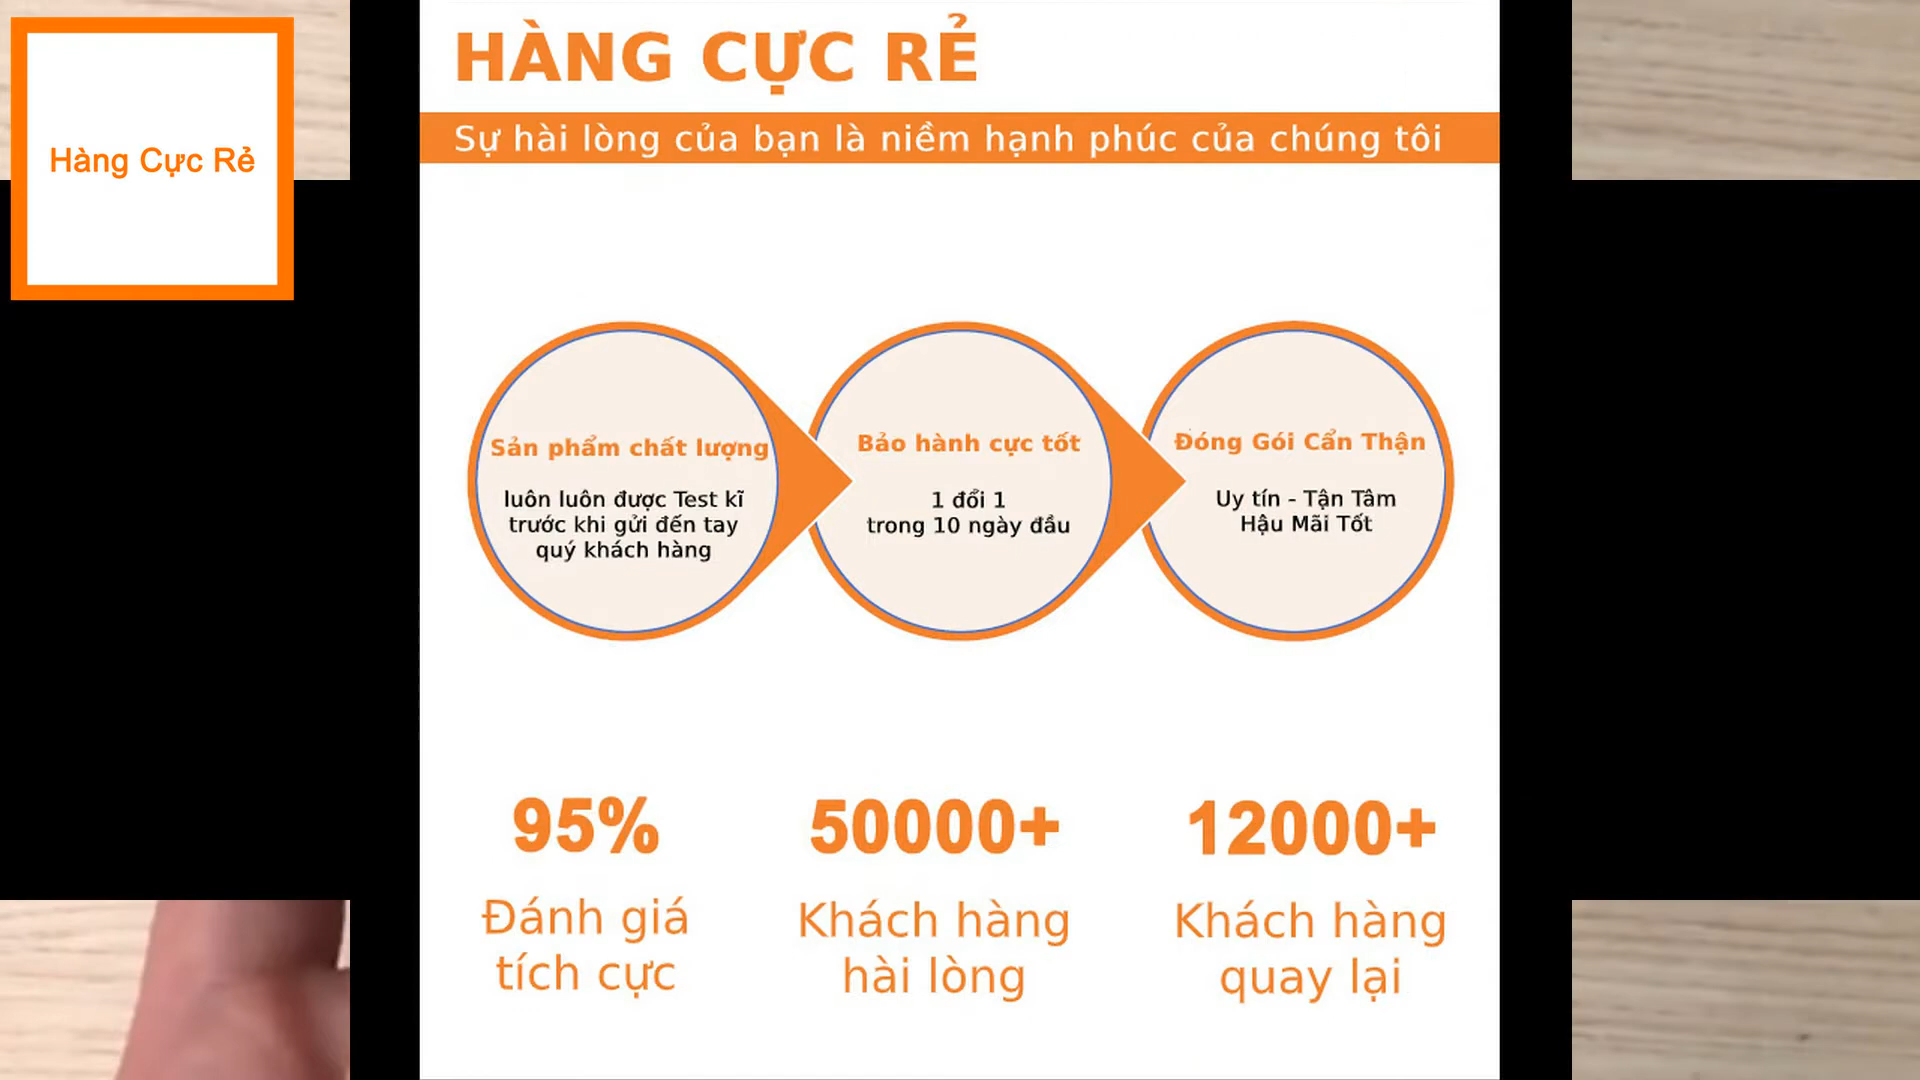 Hàng Cực Rẻ
HÀNG CỰC RẺ
Sự hài lòng của bạn là niềm hạnh phúc của chúng tôi
Sản phẩm chất lượng
luôn luôn được Test kĩ
trước khi gửi đến tay
quý khách hàng
Bảo hành cực tốt
1 đổi 1
trong 10 ngày đầu
Đóng Gói Cẩn Thận
Uy tín - Tận Tâm
Hậu Mãi Tốt
95%
Đánh giá
tích cực
50000+
Khách hàng
hài lòng
12000+
Khách hàng
quay lại